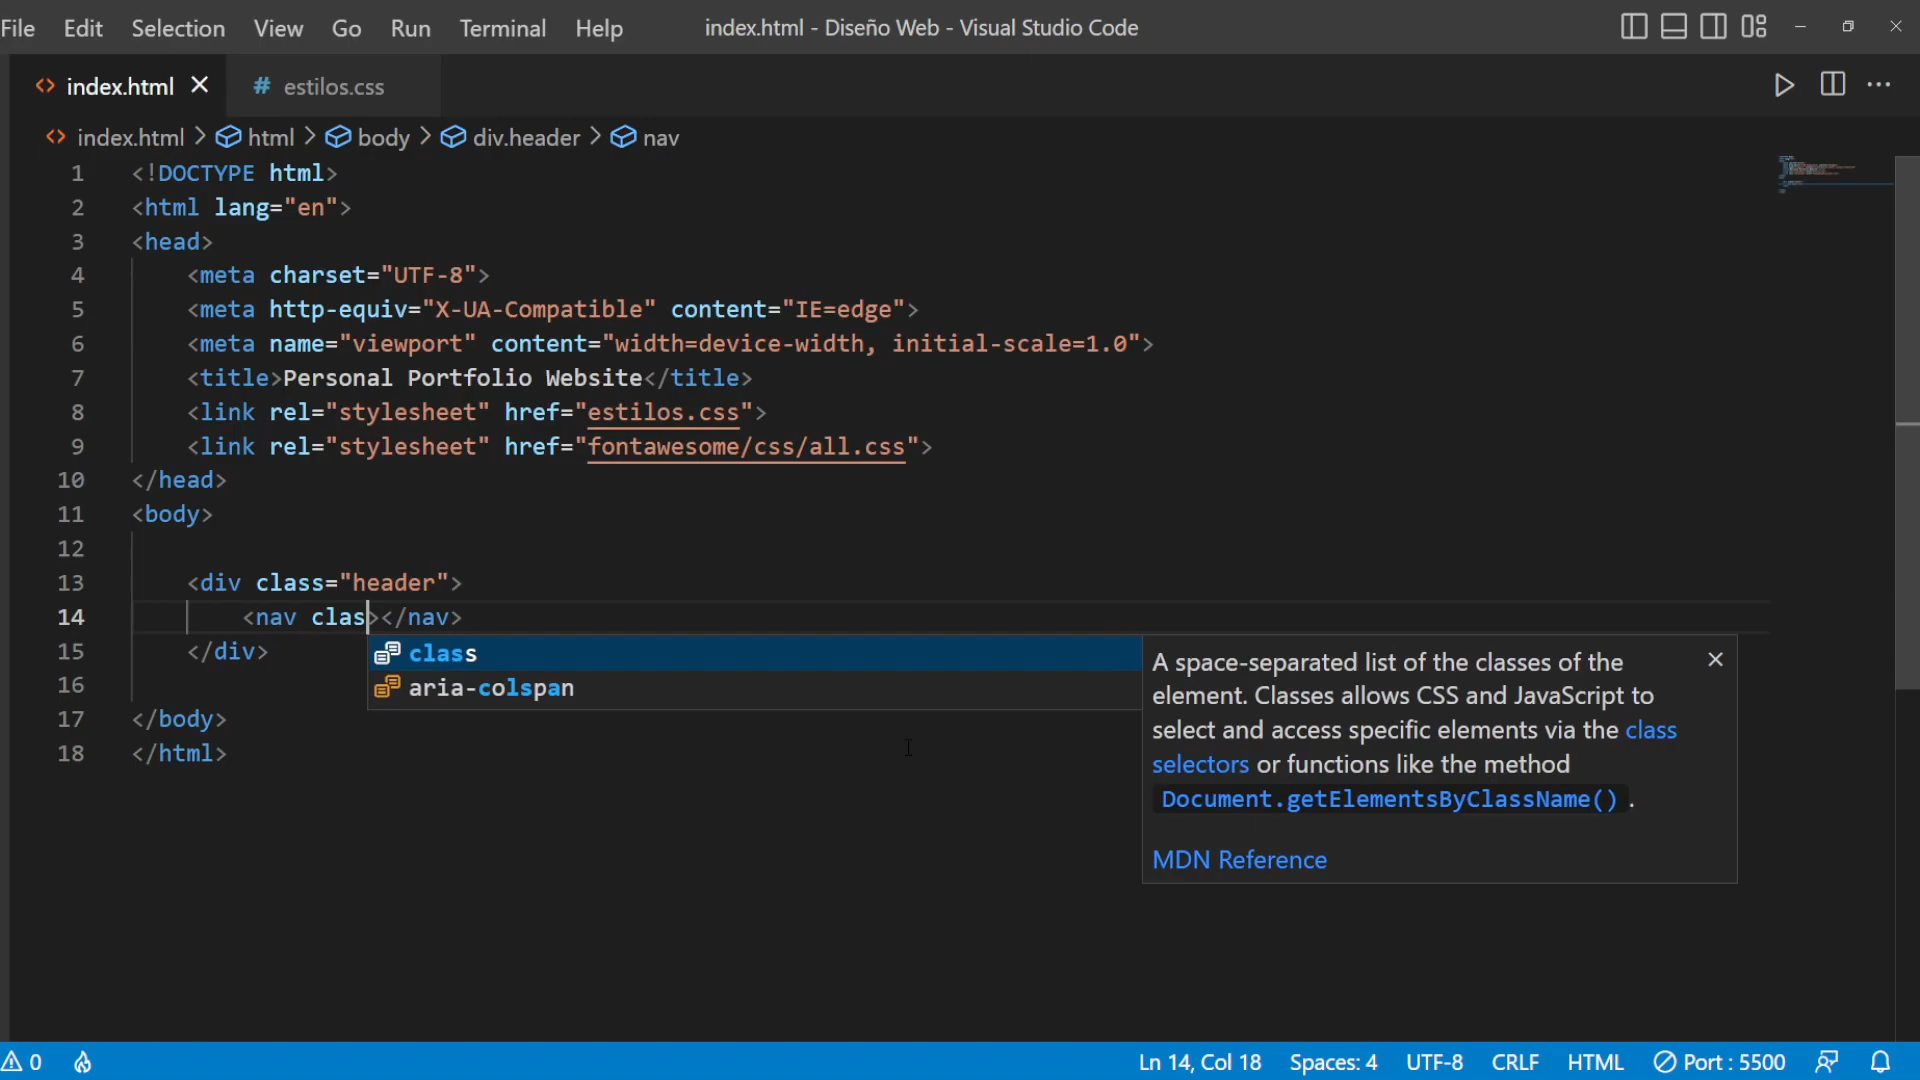 File Edit Selection View Go Run Terminal Help index.html - Diseño Web - Visual Studio Code
index.html # estilos.css
index.html > html > body > div.header > nav
1 <!DOCTYPE html>
2 <html lang="en">
3 <head>
4 <meta charset="UTF-8">
5 <meta http-equiv="X-UA-Compatible" content="IE=edge">
6 <meta name="viewport" content="width=device-width, initial-scale=1.0">
7 <title>Personal Portfolio Website</title>
8 <link rel="stylesheet" href="estilos.css">
9 <link rel="stylesheet" href="fontawesome/css/all.css">
10 </head>
11 <body>
12
13 <div class="header">
14 <nav clas></nav>
15 </div>
16
17 </body>
18 </html>
class
aria-colspan
A space-separated list of the classes of the
element. Classes allows CSS and JavaScript to
select and access specific elements via the class
selectors or functions like the method
Document.getElementsByClassName() .
MDN Reference
0 Ln 14, Col 18 Spaces: 4 UTF-8 CRLF HTML Port : 5500